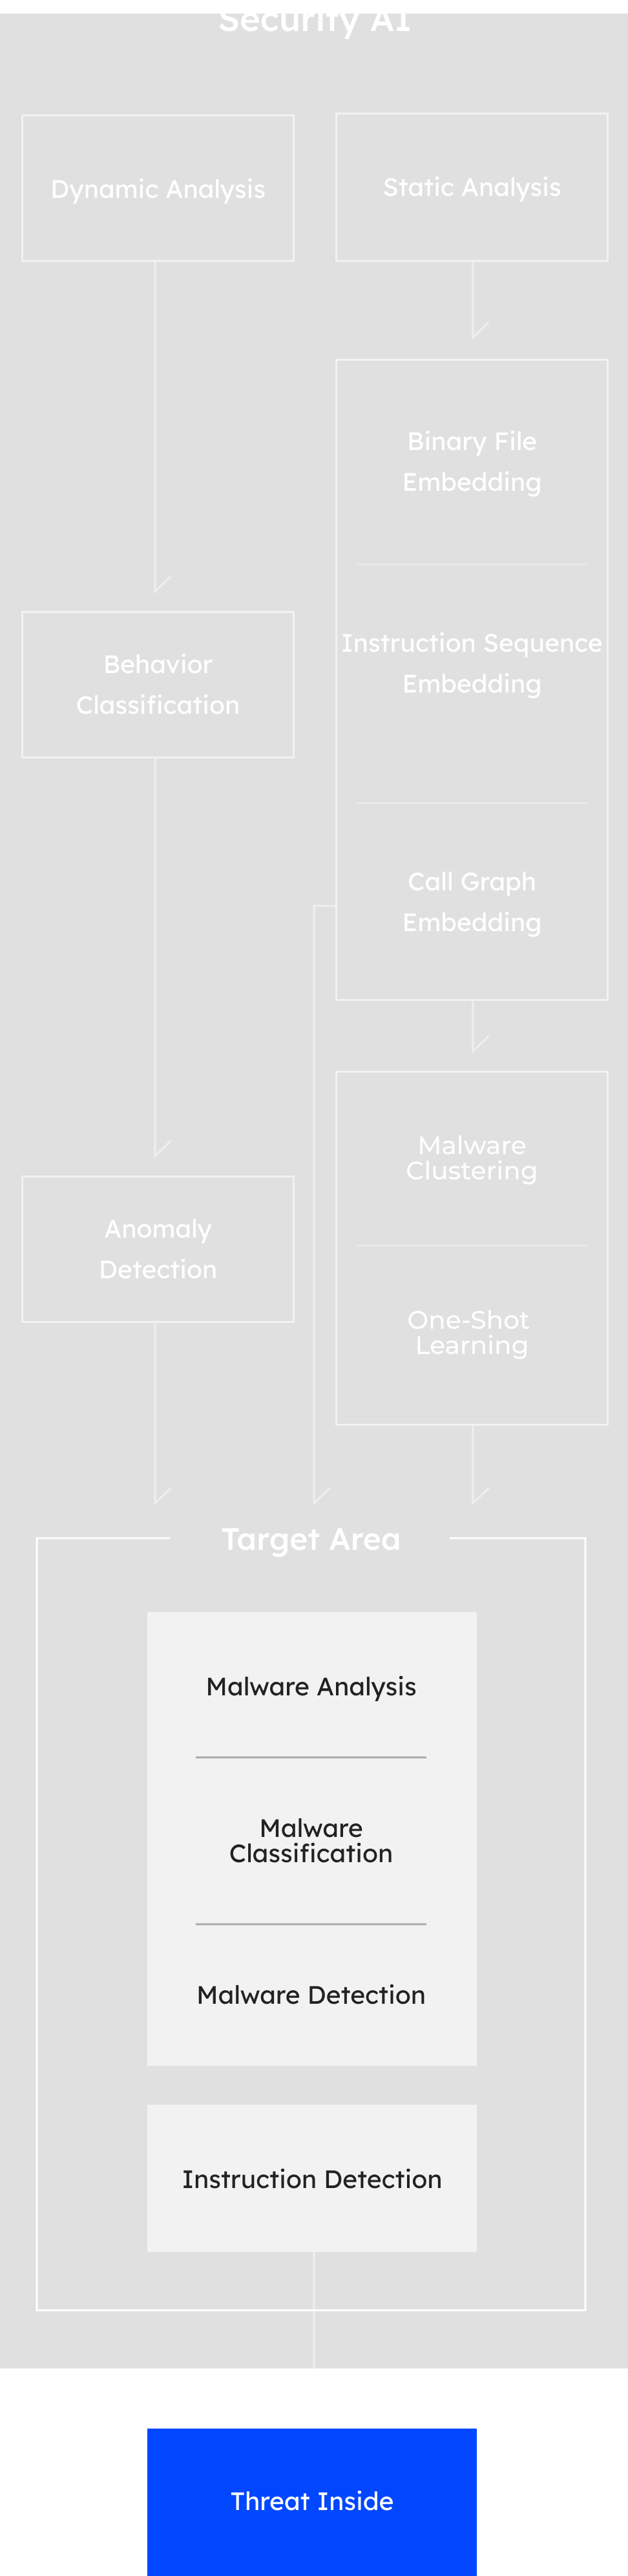 Security AI
Dynamic Analysis
Static Analysis
Binary File
Embedding
Instruction Sequence
Embedding
Behavior
Classification
Call Graph
Embedding
Malware
Clustering
Anomaly
Detection
One-Shot
Learning
Target Area
Malware Analysis
Malware
Classification
Malware Detection
Instruction Detection
Threat Inside